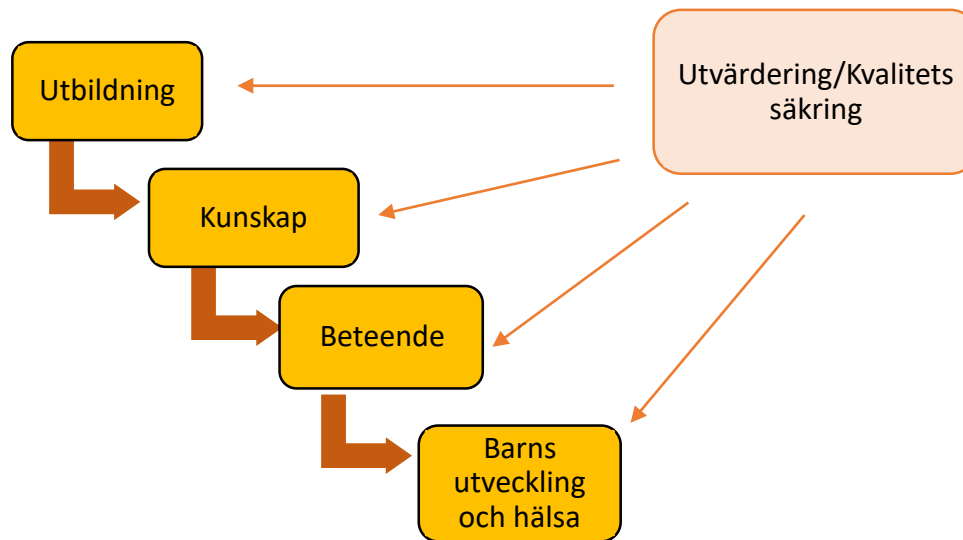 Utbildning
Utvärdering/Kvalitets
säkring
Kunskap
Beteende
Barns
utveckling
och hälsa